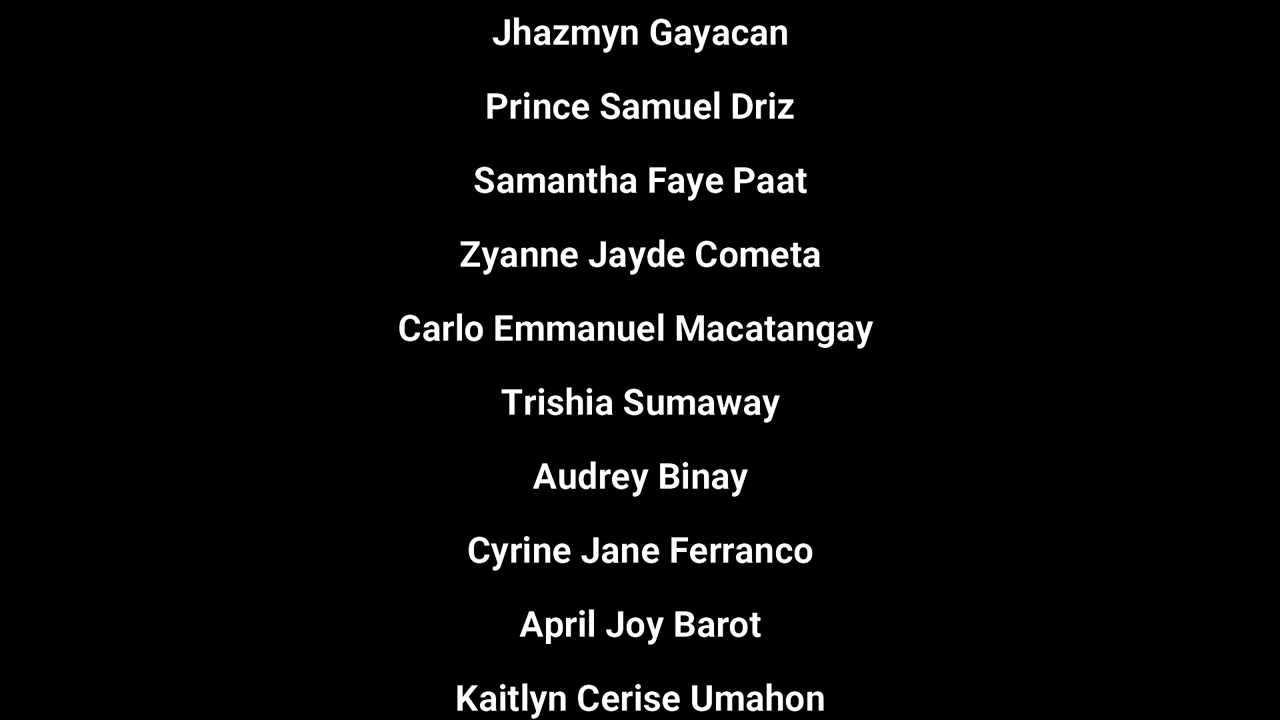 Jhazmyn Gayacan
Prince Samuel Driz
Samantha Faye Paat
Zyanne Jayde Cometa
Carlo Emmanuel Macatangay
Trishia Sumaway
Audrey Binay
Cyrine Jane Ferranco
April Joy Barot
Kaitlyn Cerise Umahon